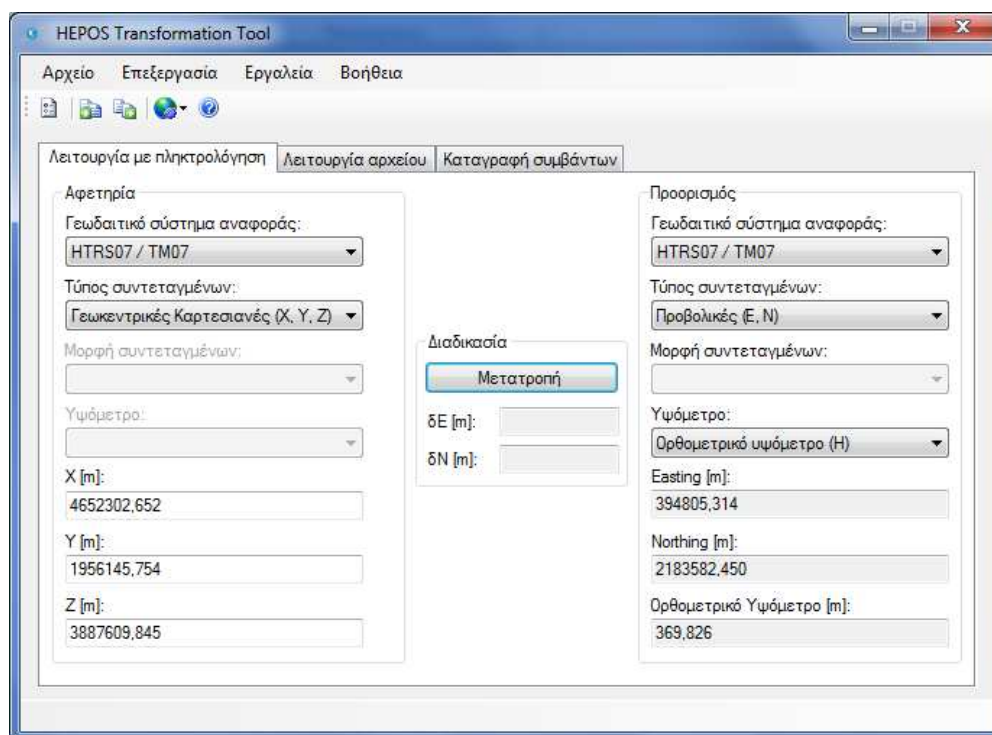 HEPOS Transformation Tool
Αρχείο Επεξεργασία Εργαλεία Βοήθεια
Λειτουργία με πληκτρολόγηση Λειτουργία αρχείου Καταγραφή συμβάντων
Αφετηρία
Γεωδαιτικό σύστημα αναφοράς:
HTRS07 / TM07
Τύπος συντεταγμένων:
Γεωκεντρικές Καρτεσιανές (X, Y, Z)
Μορφή συντεταγμένων:
Υψόμετρο:
X [m]:
4652302,652
Y [m]:
1956145,754
Z [m]:
3887609,845
Διαδικασία
Μετατροπή
δE [m]:
δN [m]:
Προορισμός
Γεωδαιτικό σύστημα αναφοράς:
HTRS07 / TM07
Τύπος συντεταγμένων:
Προβολικές (E, N)
Μορφή συντεταγμένων:
Υψόμετρο:
Ορθομετρικό υψόμετρο (H)
Easting [m]:
394805,314
Northing [m]:
2183582,450
Ορθομετρικό Υψόμετρο [m]:
369,826